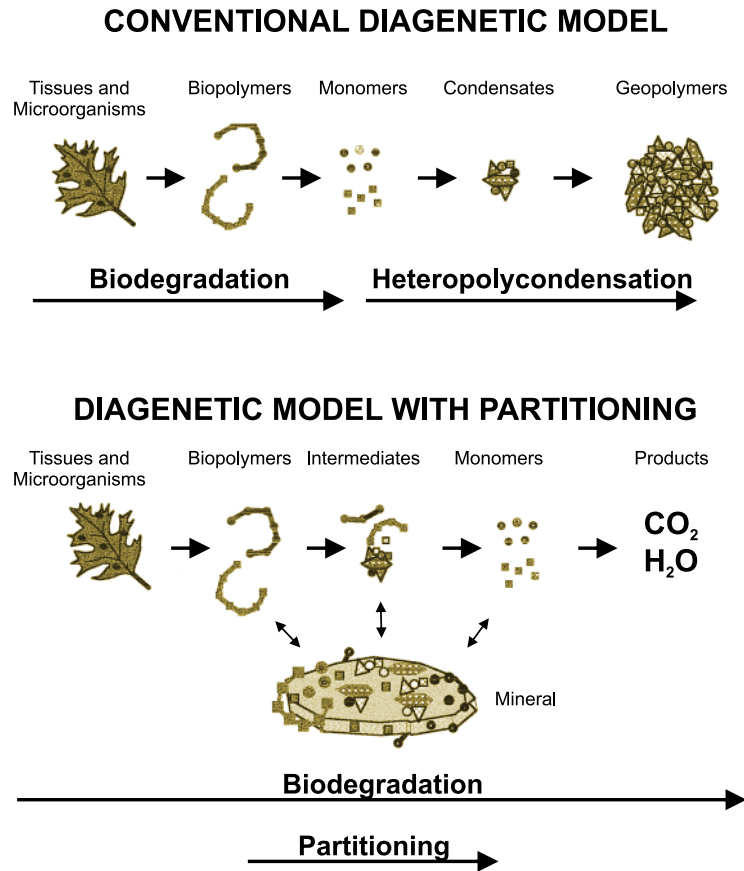 CONVENTIONAL DIAGENETIC MODEL
Tissues and
Microorganisms
Biopolymers
Monomers
Condensates
Geopolymers
Biodegradation
Heteropolycondensation
DIAGENETIC MODEL WITH PARTITIONING
Tissues and
Microorganisms
Biopolymers
Intermediates
Monomers
Products
CO₂
H₂O
Mineral
Biodegradation
Partitioning